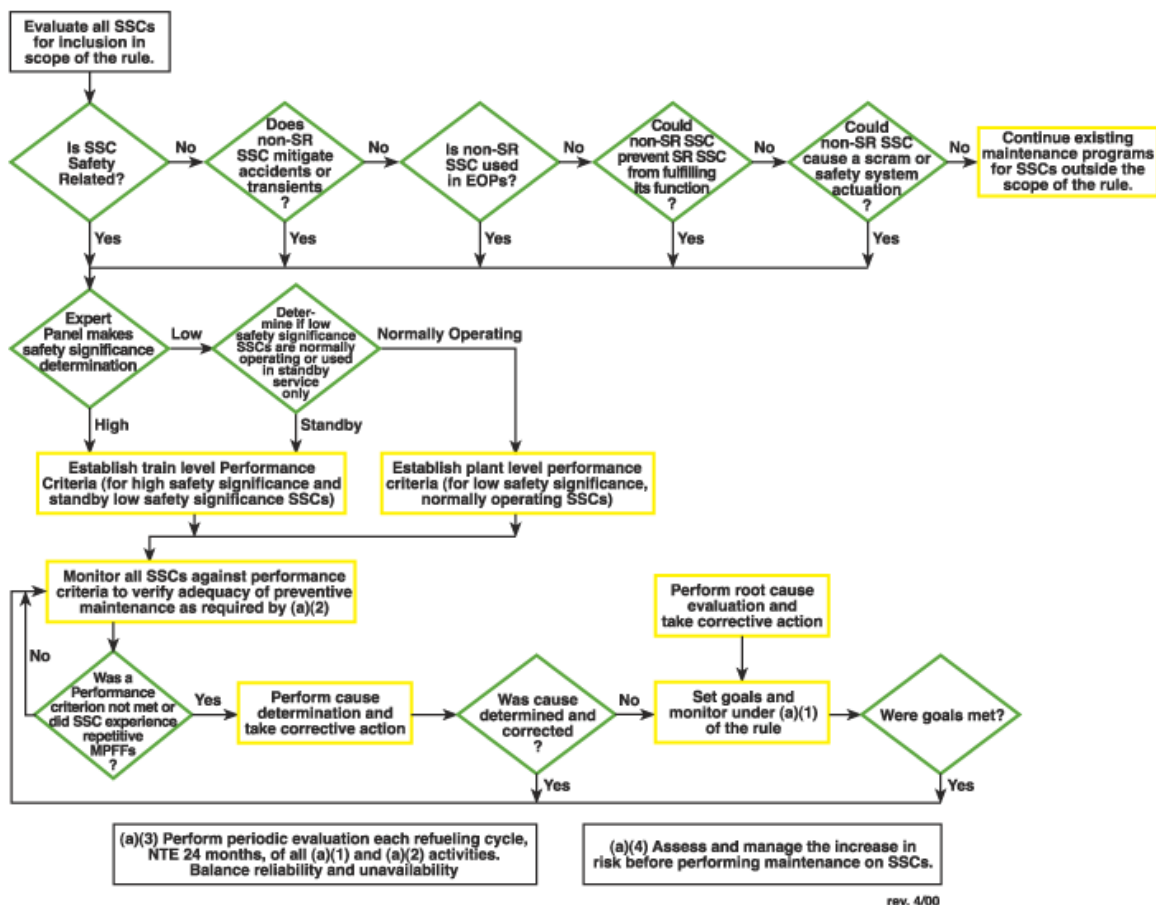 Evaluate all SSCs
for inclusion in
scope of the rule.
Is SSC
Safety
Related?
No
Does
non-SR
SSC mitigate
accidents or
transients
?
No
Is non-SR
SSC used
in EOPs?
No
Could
non-SR SSC
prevent SR SSC
from fulfilling
its function
?
No
Could
non-SR SSC
cause a scram or
safety system
actuation
?
No
Continue existing
maintenance programs
for SSCs outside the
scope of the rule.
Yes
Yes
Yes
Yes
Yes
Expert
Panel makes
safety significance
determination
Low
Deter-
mine if low
safety significance
SSCs are normally
operating or used
in standby
service
only
Normally Operating
High
Standby
Establish train level Performance
Criteria (for high safety significance and
standby low safety significance SSCs)
Establish plant level performance
criteria (for low safety significance,
normally operating SSCs)
Monitor all SSCs against performance
criteria to verify adequacy of preventive
maintenance as required by (a)(2)
Perform root cause
evaluation and
take corrective action
No
Was a
Performance
criterion not met or
did SSC experience
repetitive
MPFFs
?
Yes
Perform cause
determination and
take corrective action
Was cause
determined and
corrected
?
No
Set goals and
monitor under (a)(1)
of the rule
Were goals met?
Yes
Yes
(a)(3) Perform periodic evaluation each refueling cycle,
NTE 24 months, of all (a)(1) and (a)(2) activities.
Balance reliability and unavailability
(a)(4) Assess and manage the increase in
risk before performing maintenance on SSCs.
rev. 4/00